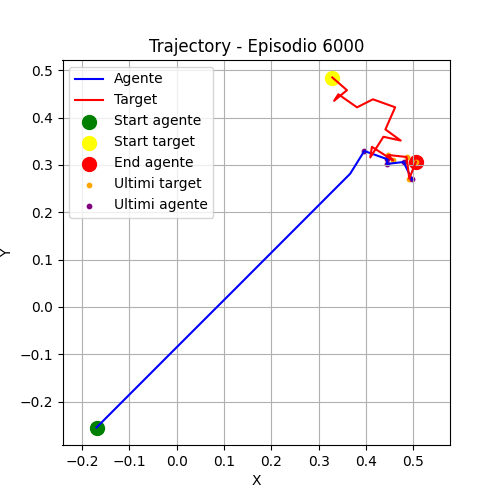 Trajectory - Episodio 6000
Agente
Target
Start agente
Start target
End agente
Ultimi target
Ultimi agente
0.5
0.4
0.3
0.2
0.1
0.0
−0.1
−0.2
Y
−0.2 −0.1 0.0 0.1 0.2 0.3 0.4 0.5
X